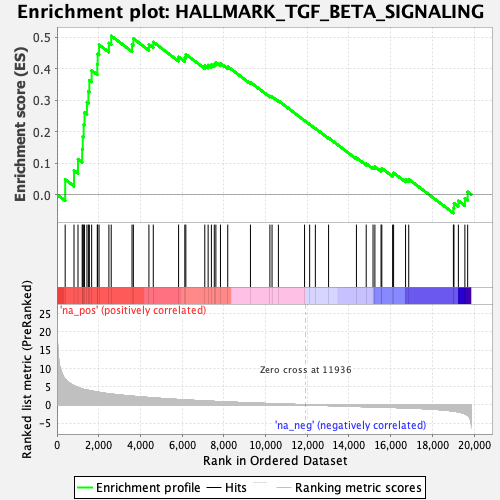 Enrichment plot: HALLMARK_TGF_BETA_SIGNALING
Enrichment score (ES)
0.5
0.4
0.3
0.2
0.1
0.0
'na_pos' (positively correlated)
Ranked list metric (PreRanked)
25
20
15
10
5
0
-5
Zero cross at 11936
'na_neg' (negatively correlated)
0 2,000 4,000 6,000 8,000 10,000 12,000 14,000 16,000 18,000 20,000
Rank in Ordered Dataset
Enrichment profile Hits Ranking metric scores